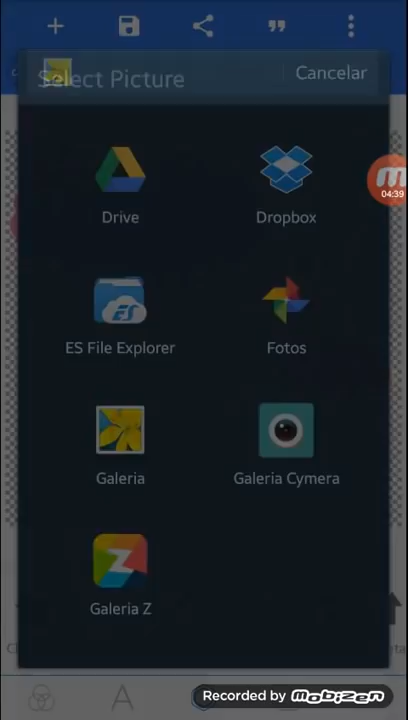 Select Picture
Cancelar
04:39
Drive
Dropbox
ES File Explorer
Fotos
Galeria
Galeria Cymera
Galeria Z
A
Recorded by mobizen